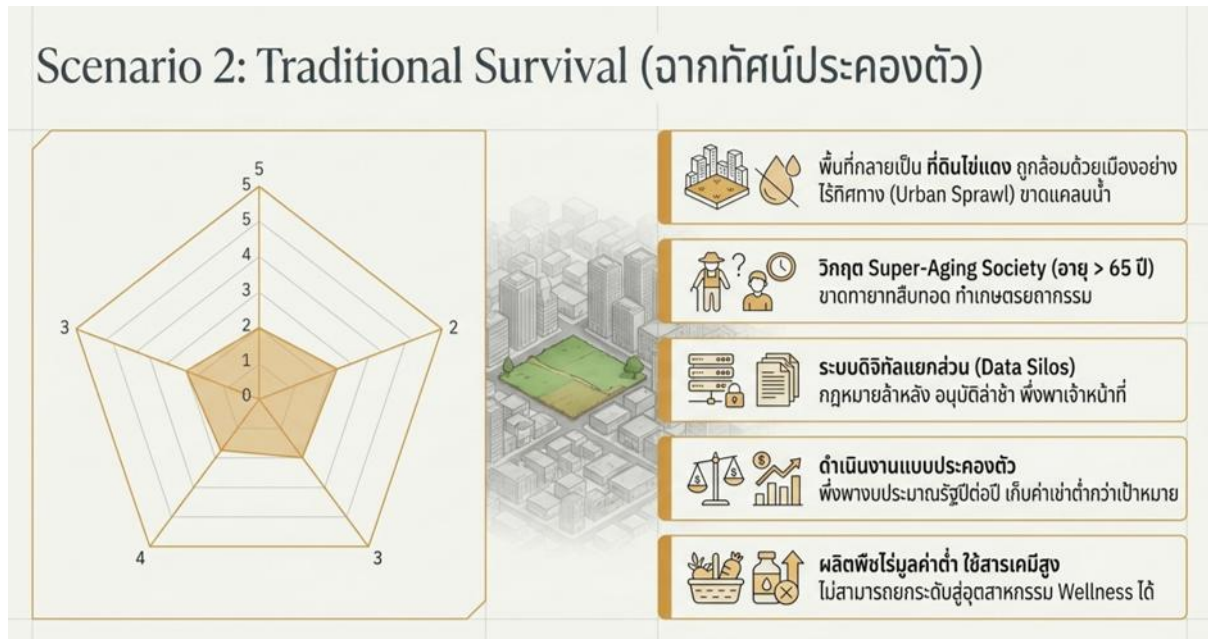 Scenario 2: Traditional Survival (ฉากทัศน์ประคองตัว)
5
5
5
4
3
2
1
0
3
2
4
3
พื้นที่กลายเป็น ที่ดินไข่แดง ถูกล้อมด้วยเมืองอย่าง
ไร้ทิศทาง (Urban Sprawl) ขาดแคลนน้ำ
?
วิกฤต Super-Aging Society (อายุ > 65 ปี)
ขาดทายาทสืบทอด ทำเกษตรยถากรรม
ระบบดิจิทัลแยกส่วน (Data Silos)
กฎหมายล้าหลัง อนุมัติล่าช้า พึ่งพาเจ้าหน้าที่
$ $ $
ดำเนินงานแบบประคองตัว
พึ่งพางบประมาณรัฐปีต่อปี เก็บค่าเช่าต่ำกว่าเป้าหมาย
ผลิตพืชไร่มูลค่าต่ำ ใช้สารเคมีสูง
ไม่สามารถยกระดับสู่อุตสาหกรรม Wellness ได้